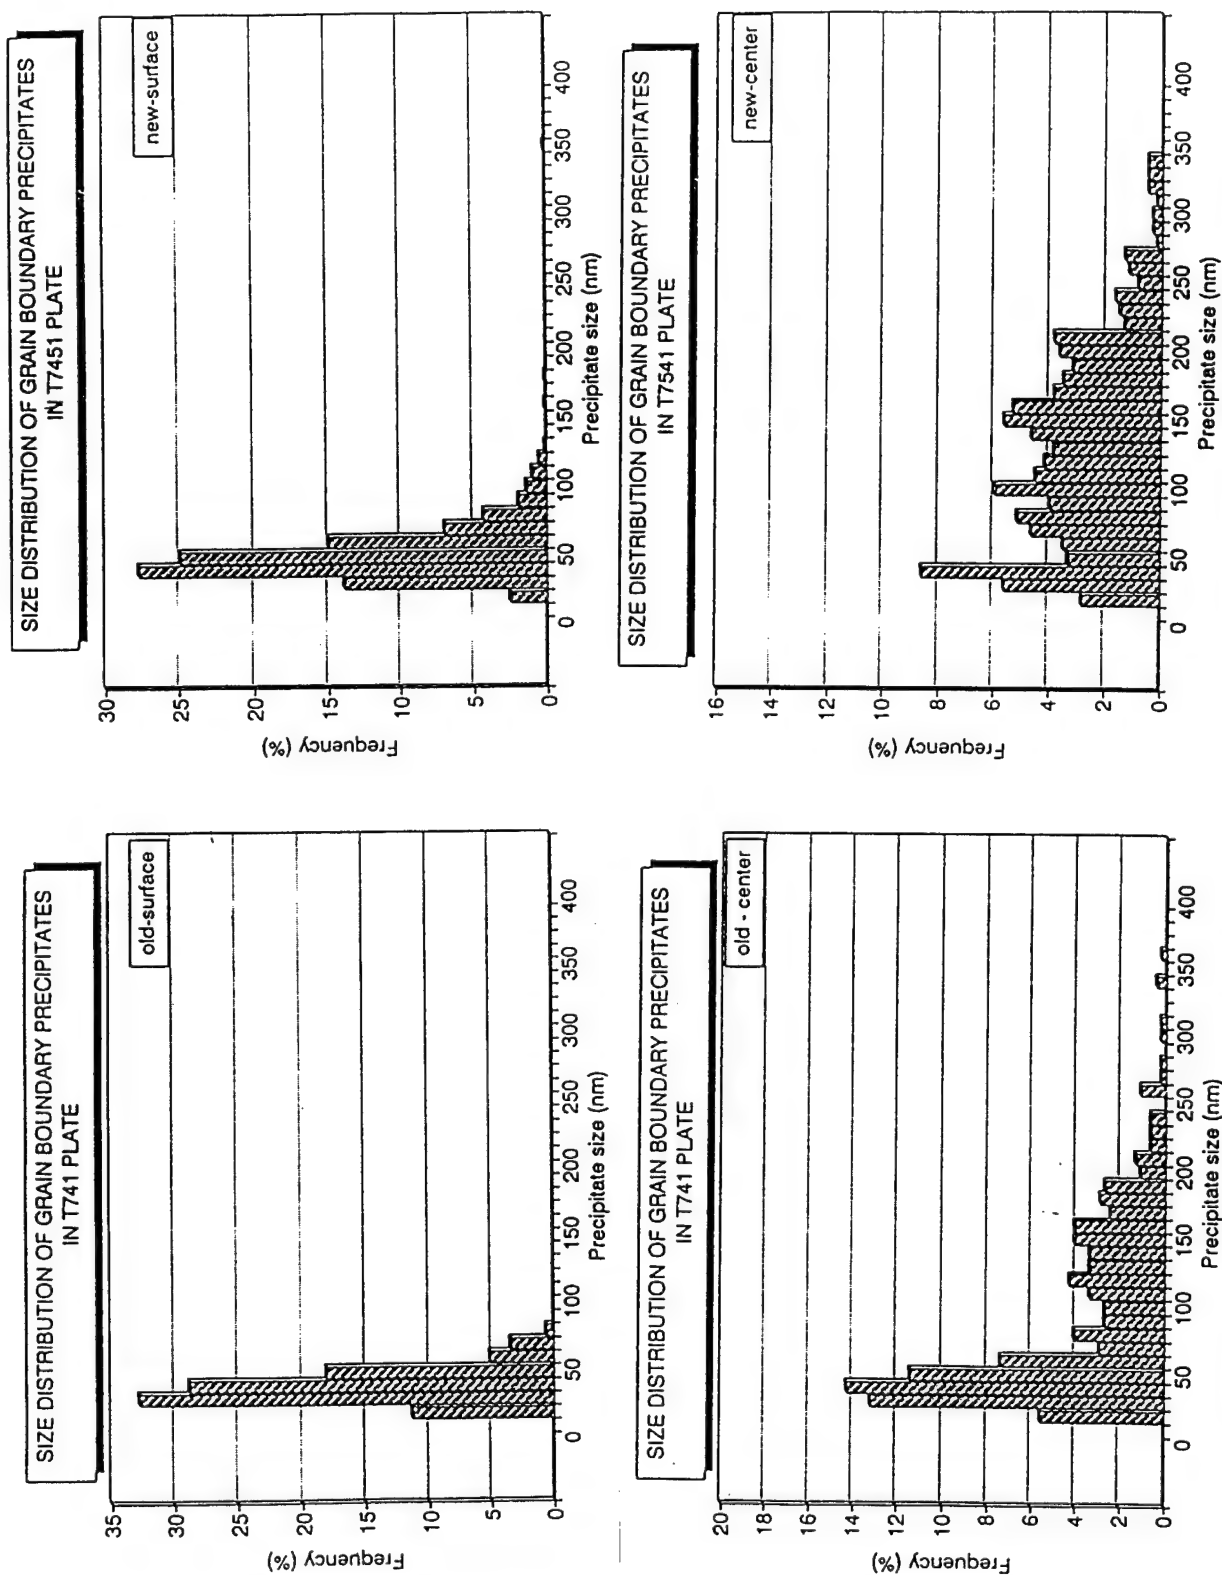 SIZE DISTRIBUTION OF GRAIN BOUNDARY PRECIPITATES
IN T741 PLATE
old-surface
Frequency (%)
35
30
25
20
15
10
5
0
0 50 100 150 200 250 300 350 400
Precipitate size (nm)
SIZE DISTRIBUTION OF GRAIN BOUNDARY PRECIPITATES
IN T7451 PLATE
new-surface
Frequency (%)
30
25
20
15
10
5
0
0 50 100 150 200 250 300 350 400
Precipitate size (nm)
SIZE DISTRIBUTION OF GRAIN BOUNDARY PRECIPITATES
IN T741 PLATE
old - center
Frequency (%)
20
18
16
14
12
10
8
6
4
2
0
0 50 100 150 200 250 300 350 400
Precipitate size (nm)
SIZE DISTRIBUTION OF GRAIN BOUNDARY PRECIPITATES
IN T7541 PLATE
new-center
Frequency (%)
16
14
12
10
8
6
4
2
0
0 50 100 150 200 250 300 350 400
Precipitate size (nm)